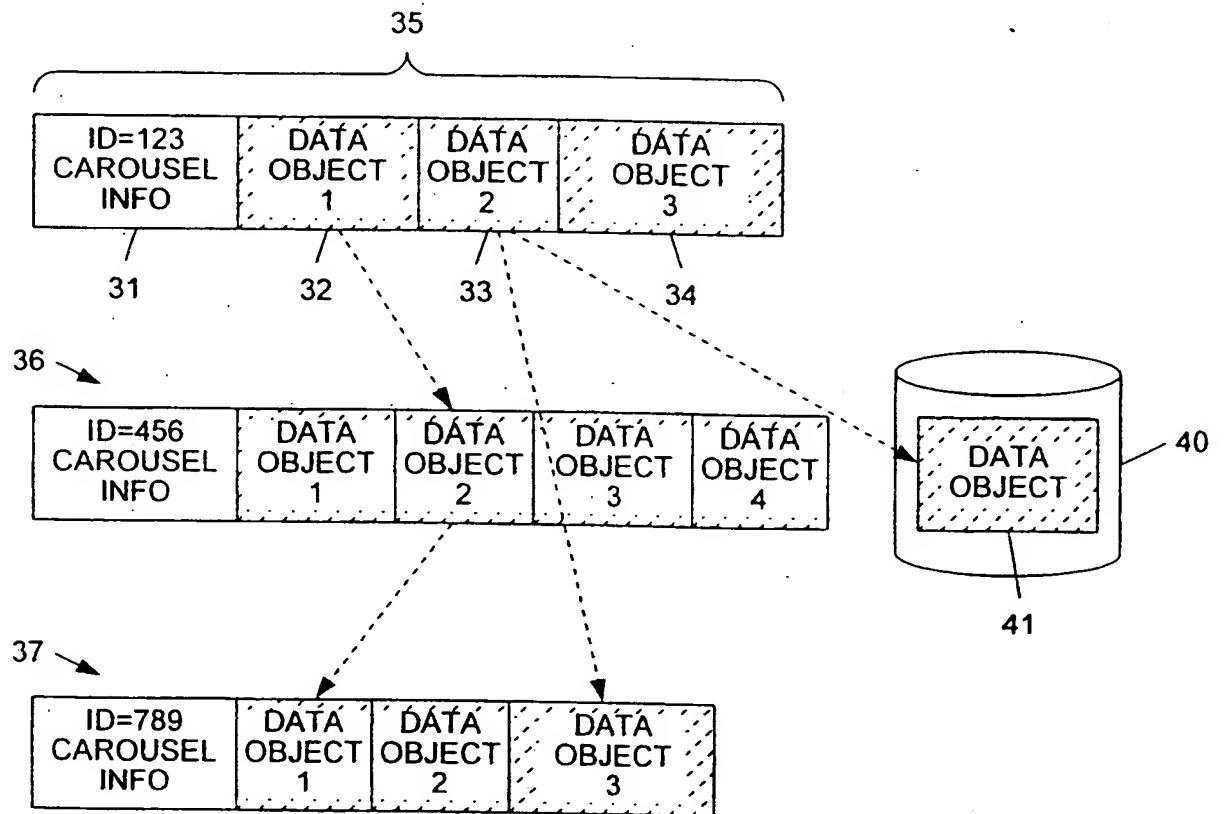 35
ID=123
CAROUSEL
INFO
DATA
OBJECT
1
DATA
OBJECT
2
DATA
OBJECT
3
31
32
33
34
36
ID=456
CAROUSEL
INFO
DATA
OBJECT
1
DATA
OBJECT
2
DATA
OBJECT
3
DATA
OBJECT
4
DATA
OBJECT
40
41
37
ID=789
CAROUSEL
INFO
DATA
OBJECT
1
DATA
OBJECT
2
DATA
OBJECT
3